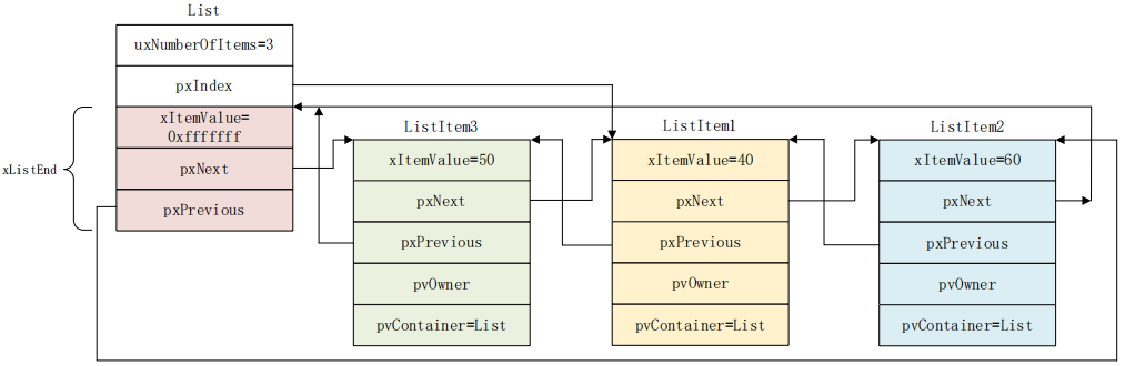 List
uxNumberOfItems=3
pxIndex
xItemValue=
0xffffffff
pxNext
pxPrevious
xListEnd
ListItem3
xItemValue=50
pxNext
pxPrevious
pvOwner
pvContainer=List
ListItem1
xItemValue=40
pxNext
pxPrevious
pvOwner
pvContainer=List
ListItem2
xItemValue=60
pxNext
pxPrevious
pvOwner
pvContainer=List